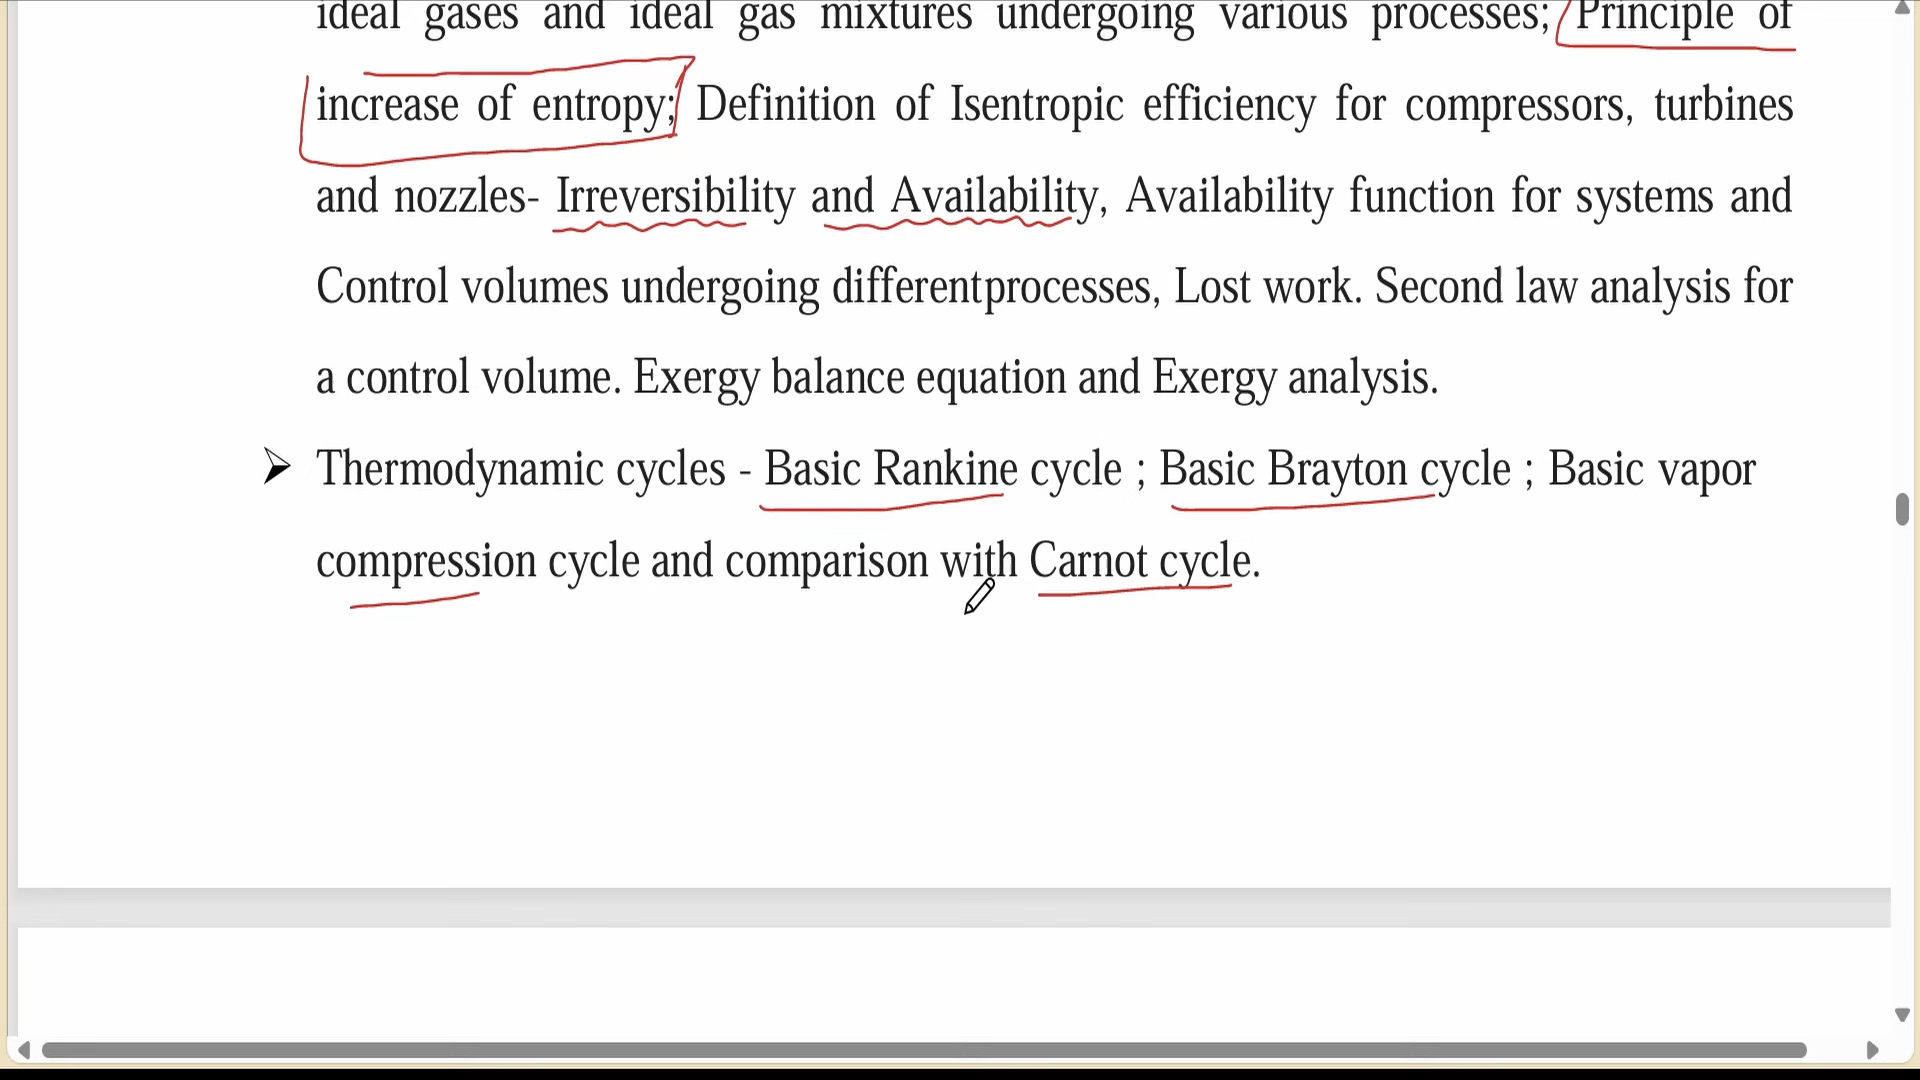 ideal gases and ideal gas mixtures undergoing various processes; Principle of
increase of entropy; Definition of Isentropic efficiency for compressors, turbines
and nozzles- Irreversibility and Availability, Availability function for systems and
Control volumes undergoing differentprocesses, Lost work. Second law analysis for
a control volume. Exergy balance equation and Exergy analysis.
➢ Thermodynamic cycles - Basic Rankine cycle ; Basic Brayton cycle ; Basic vapor
compression cycle and comparison with Carnot cycle.